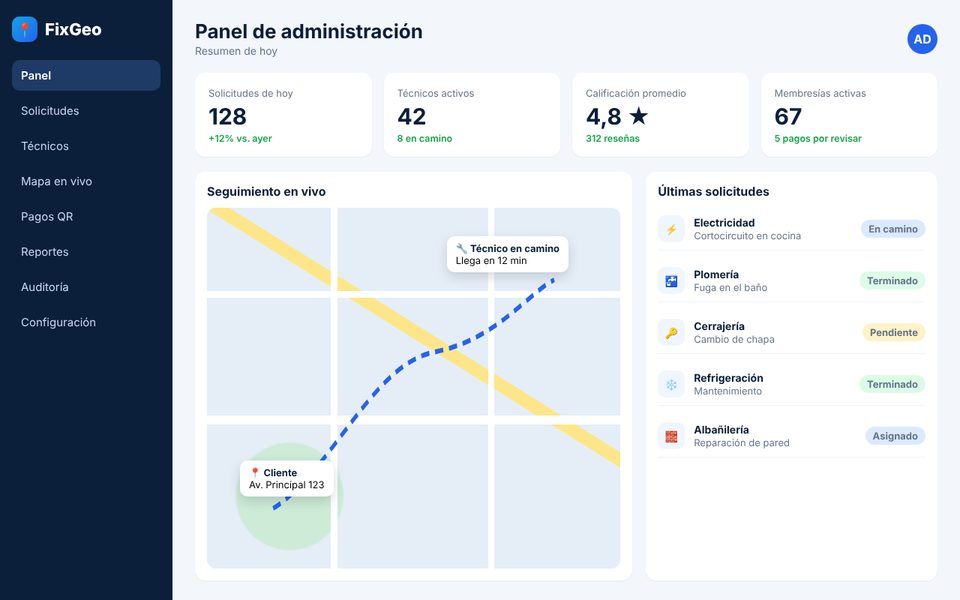 📍 FixGeo
Panel
Solicitudes
Técnicos
Mapa en vivo
Pagos QR
Reportes
Auditoría
Configuración
Panel de administración
Resumen de hoy
AD
Solicitudes de hoy
128
+12% vs. ayer
Técnicos activos
42
8 en camino
Calificación promedio
4,8 ★
312 reseñas
Membresías activas
67
5 pagos por revisar
Seguimiento en vivo
🔧 Técnico en camino
Llega en 12 min
📍 Cliente
Av. Principal 123
Últimas solicitudes
Electricidad
Cortocircuito en cocina
En camino
Plomería
Fuga en el baño
Terminado
Cerrajería
Cambio de chapa
Pendiente
Refrigeración
Mantenimiento
Terminado
Albañilería
Reparación de pared
Asignado